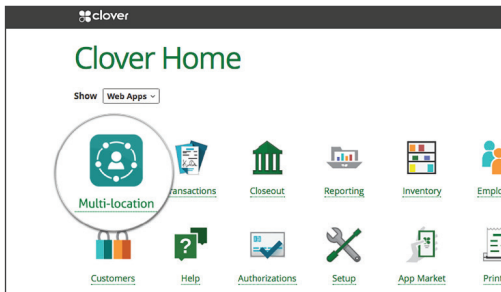 clover
Clover Home
Show Web Apps
Multi-location
ansactions
Closeout
Reporting
Inventory
Emplo
Customers
Help
Authorizations
Setup
App Market
Print